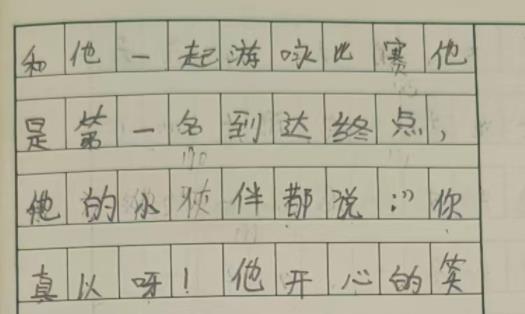 和他一起游咏比赛他
是第一名到达终点，
他的小伙伴都说：“你
真以呀！他开心的笑